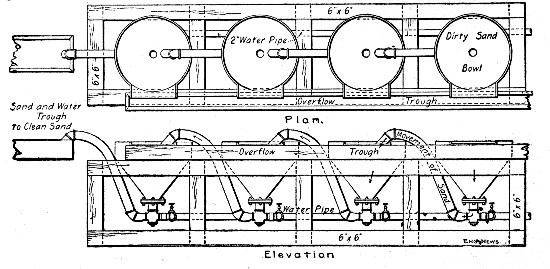 6"x 6"
2" Water Pipe
Dirty Sand
Bowl
6"x 6"
Overflow Trough
Plan.
Sand and Water
Trough
to Clean Sand
Overflow Trough
Movement of Sand
Water Pipe
6"x 6"
6"x 6"
Elevation